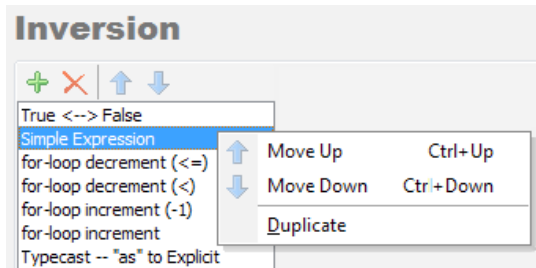 Inversion
True <--> False
Simple Expression
for-loop decrement (<=)
for-loop decrement (<)
for-loop increment (-1)
for-loop increment
Typecast -- "as" to Explicit
Move Up Ctrl+Up
Move Down Ctrl+Down
Duplicate